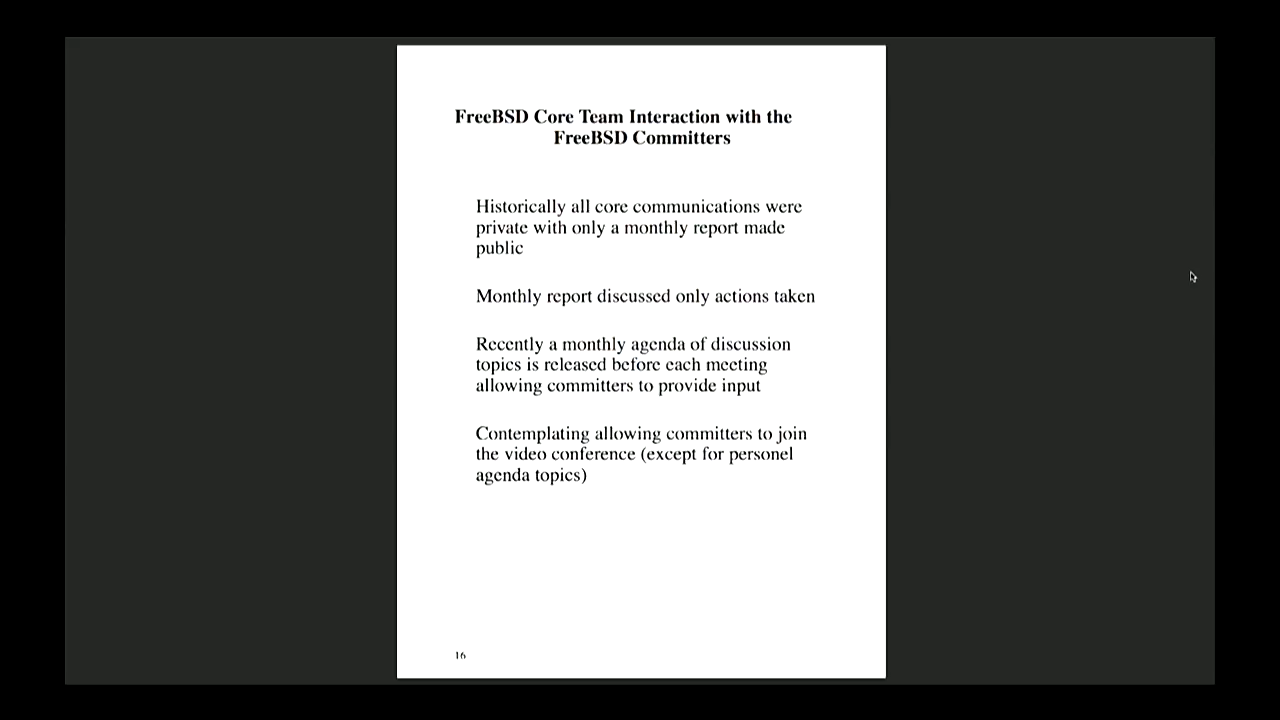 FreeBSD Core Team Interaction with the
FreeBSD Committers
Historically all core communications were
private with only a monthly report made
public
Monthly report discussed only actions taken
Recently a monthly agenda of discussion
topics is released before each meeting
allowing committers to provide input
Contemplating allowing committers to join
the video conference (except for personel
agenda topics)
16